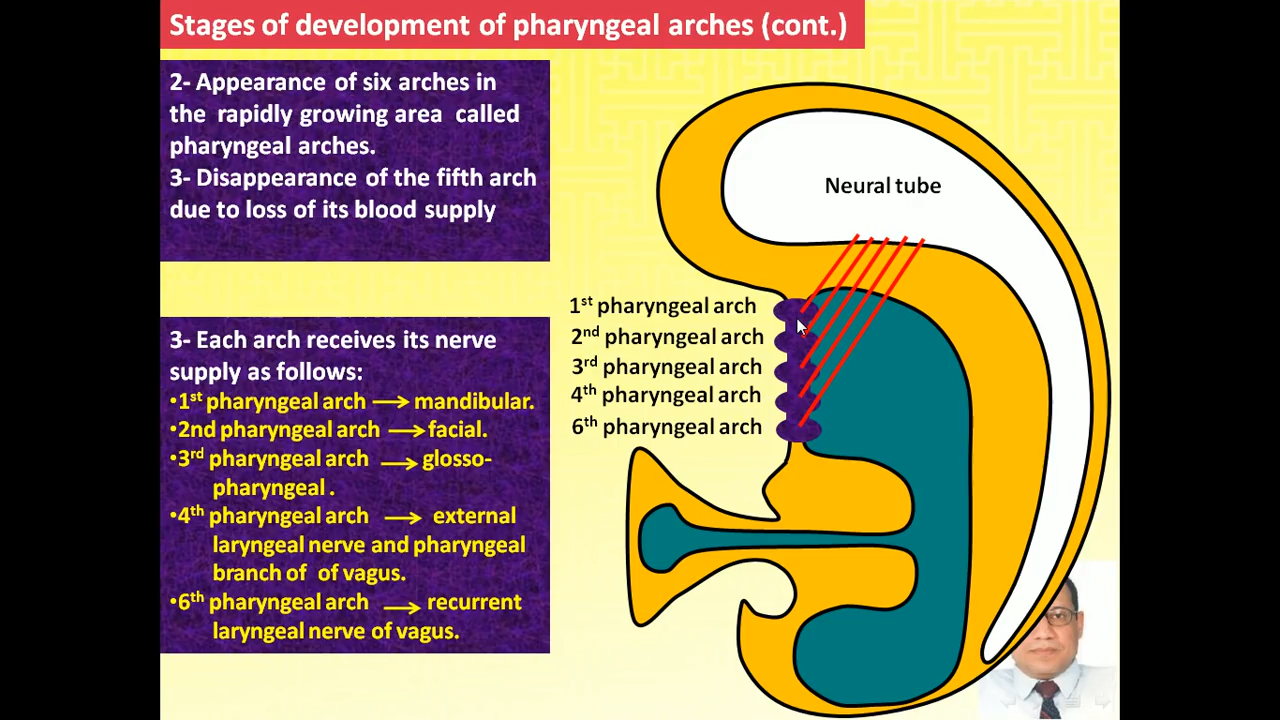 Stages of development of pharyngeal arches (cont.)
2- Appearance of six arches in
the rapidly growing area called
pharyngeal arches.
3- Disappearance of the fifth arch
due to loss of its blood supply
3- Each arch receives its nerve
supply as follows:
•1st pharyngeal arch → mandibular.
•2nd pharyngeal arch → facial.
•3rd pharyngeal arch → glosso-
pharyngeal .
•4th pharyngeal arch → external
laryngeal nerve and pharyngeal
branch of of vagus.
•6th pharyngeal arch → recurrent
laryngeal nerve of vagus.
Neural tube
1st pharyngeal arch
2nd pharyngeal arch
3rd pharyngeal arch
4th pharyngeal arch
6th pharyngeal arch